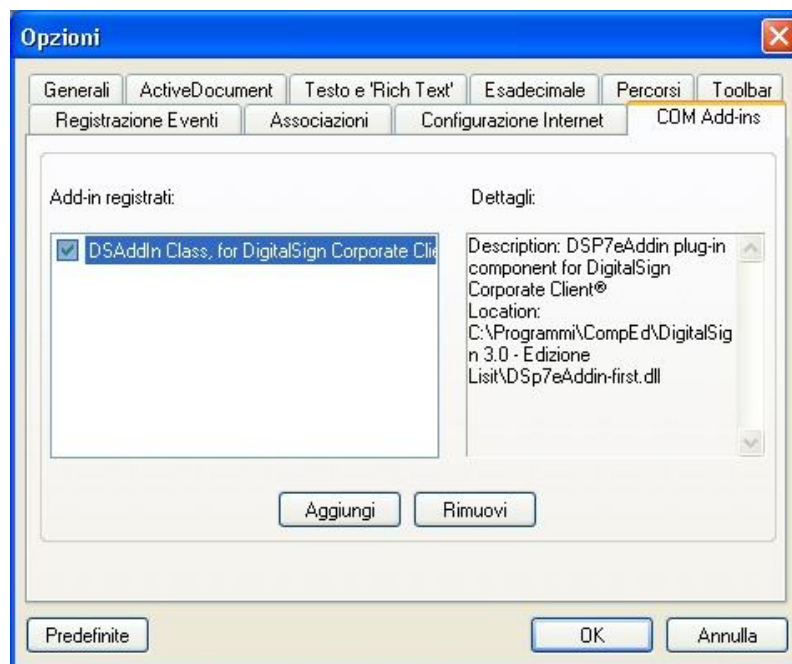 Opzioni
Generali ActiveDocument Testo e 'Rich Text' Esadecimale Percorsi Toolbar
Registrazione Eventi Associazioni Configurazione Internet COM Add-ins
Add-in registrati:
Dettagli:
DSAddIn Class, for DigitalSign Corporate Clie
Description: DSP7eAddin plug-in
component for DigitalSign
Corporate Client®
Location:
C:\Programmi\CompEd\DigitalSig
n 3.0 - Edizione
Lisit\DSp7eAddin-first.dll
Aggiungi Rimuovi
Predefinite OK Annulla